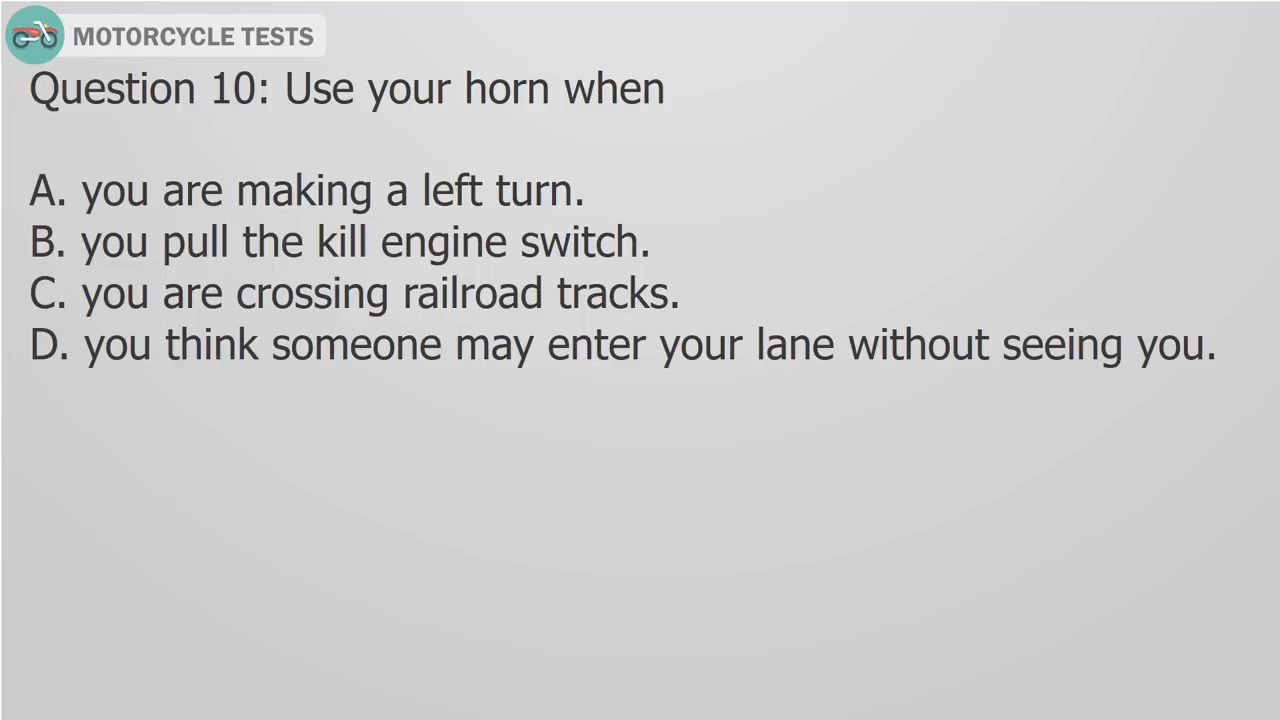 MOTORCYCLE TESTS
Question 10: Use your horn when
A. you are making a left turn.
B. you pull the kill engine switch.
C. you are crossing railroad tracks.
D. you think someone may enter your lane without seeing you.